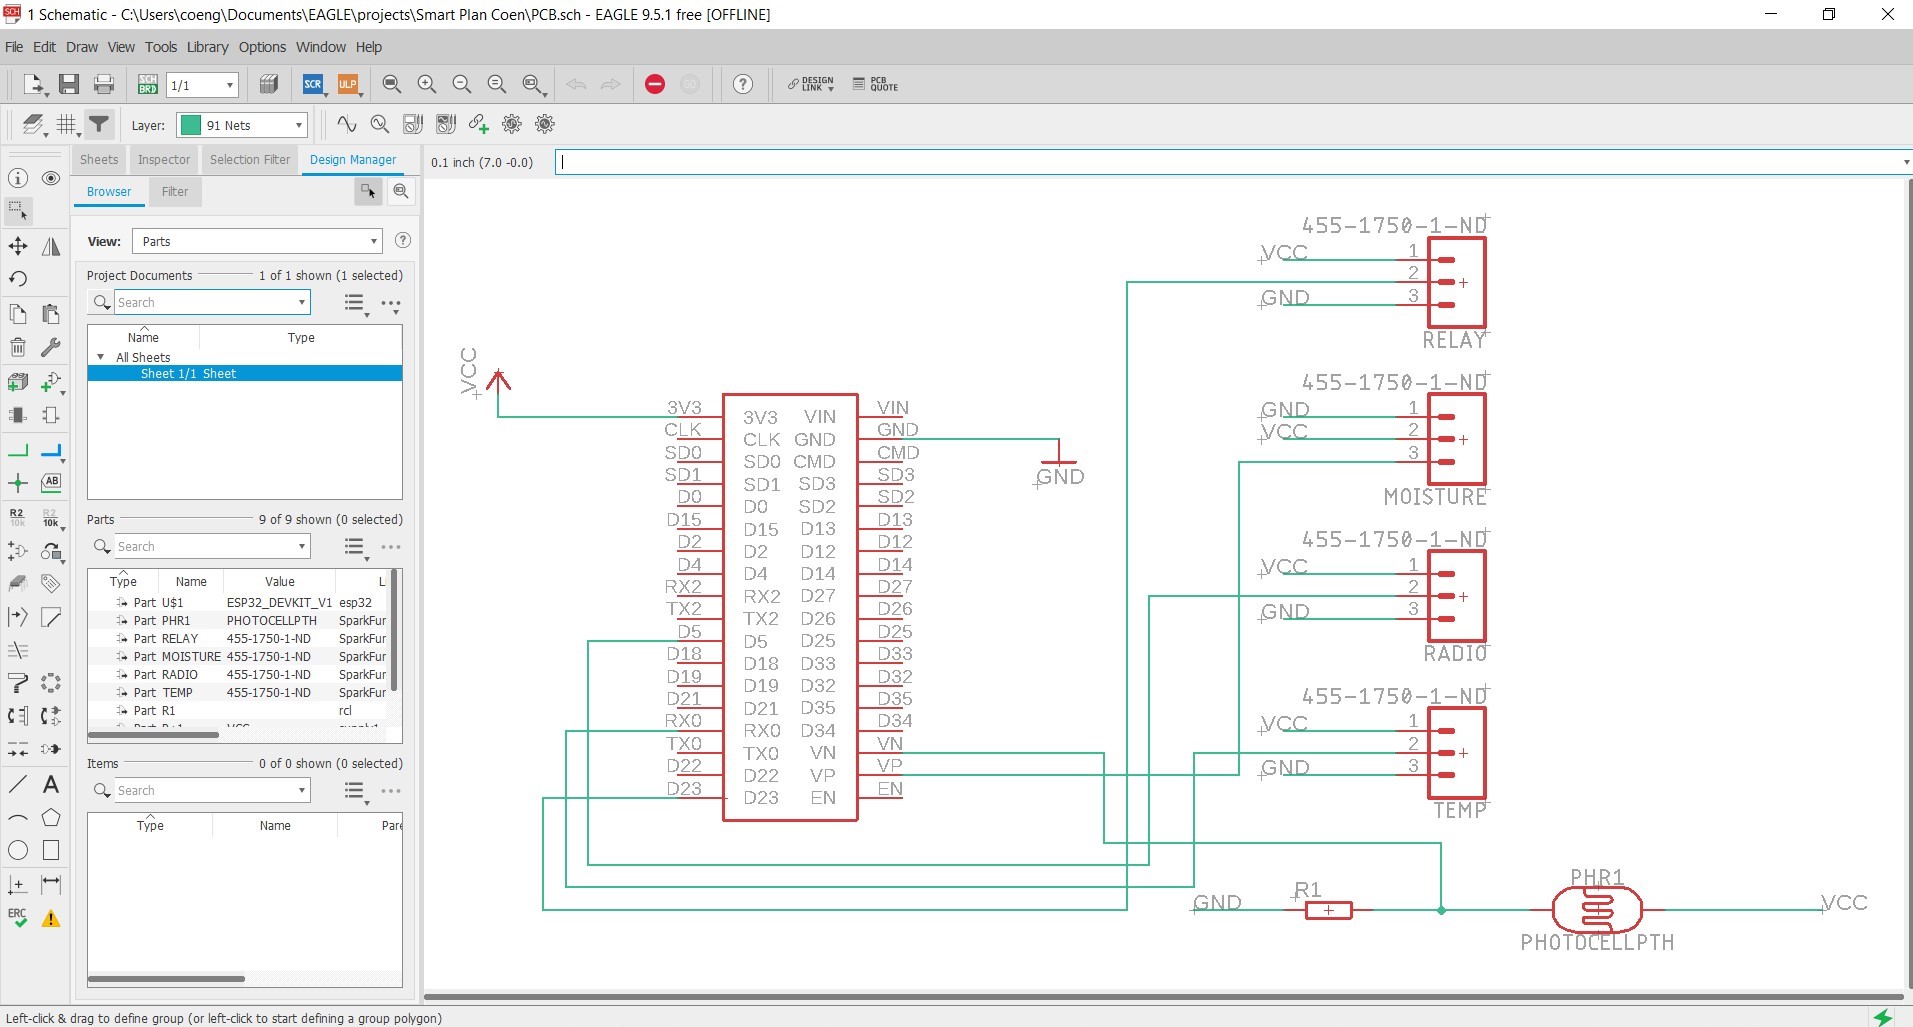 1 Schematic - C:\Users\coeng\Documents\EAGLE\projects\Smart Plan Coen\PCB.sch - EAGLE 9.5.1 free [OFFLINE]
File Edit Draw View Tools Library Options Window Help
SCH BRD 1/1 SCR ULP GO ? DESIGN LINK PCB QUOTE
Layer: 91 Nets
Sheets Inspector Selection Filter Design Manager
0.1 inch (7.0 -0.0)
Browser Filter
View: Parts
Project Documents 1 of 1 shown (1 selected)
Search
Name Type
All Sheets
Sheet 1/1 Sheet
Parts 9 of 9 shown (0 selected)
Search
Type Name Value
Part U$1 ESP32_DEVKIT_V1 esp32
Part PHR1 PHOTOCELLPTH SparkFur
Part RELAY 455-1750-1-ND SparkFur
Part MOISTURE 455-1750-1-ND SparkFur
Part RADIO 455-1750-1-ND SparkFur
Part TEMP 455-1750-1-ND SparkFur
Part R1 rcl
Items 0 of 0 shown (0 selected)
Search
Type Name Pare
R2 10k R2 10k
ERC
VCC
3V3 3V3 VIN VIN
CLK CLK GND GND
SD0 SD0 CMD CMD
SD1 SD1 SD3 SD3
D0 D0 SD2 SD2
D15 D15 D13 D13
D2 D2 D12 D12
D4 D4 D14 D14
RX2 RX2 D27 D27
TX2 TX2 D26 D26
D5 D5 D25 D25
D18 D18 D33 D33
D19 D19 D32 D32
D21 D21 D35 D35
RX0 RX0 D34 D34
TX0 TX0 VN VN
D22 D22 VP VP
D23 D23 EN EN
GND
455-1750-1-ND
VCC 1
2
GND 3
RELAY
455-1750-1-ND
GND 1
VCC 2
3
MOISTURE
455-1750-1-ND
VCC 1
2
GND 3
RADIO
455-1750-1-ND
VCC 1
2
GND 3
TEMP
GND R1 PHR1 VCC
PHOTOCELLPTH
Left-click & drag to define group (or left-click to start defining a group polygon)